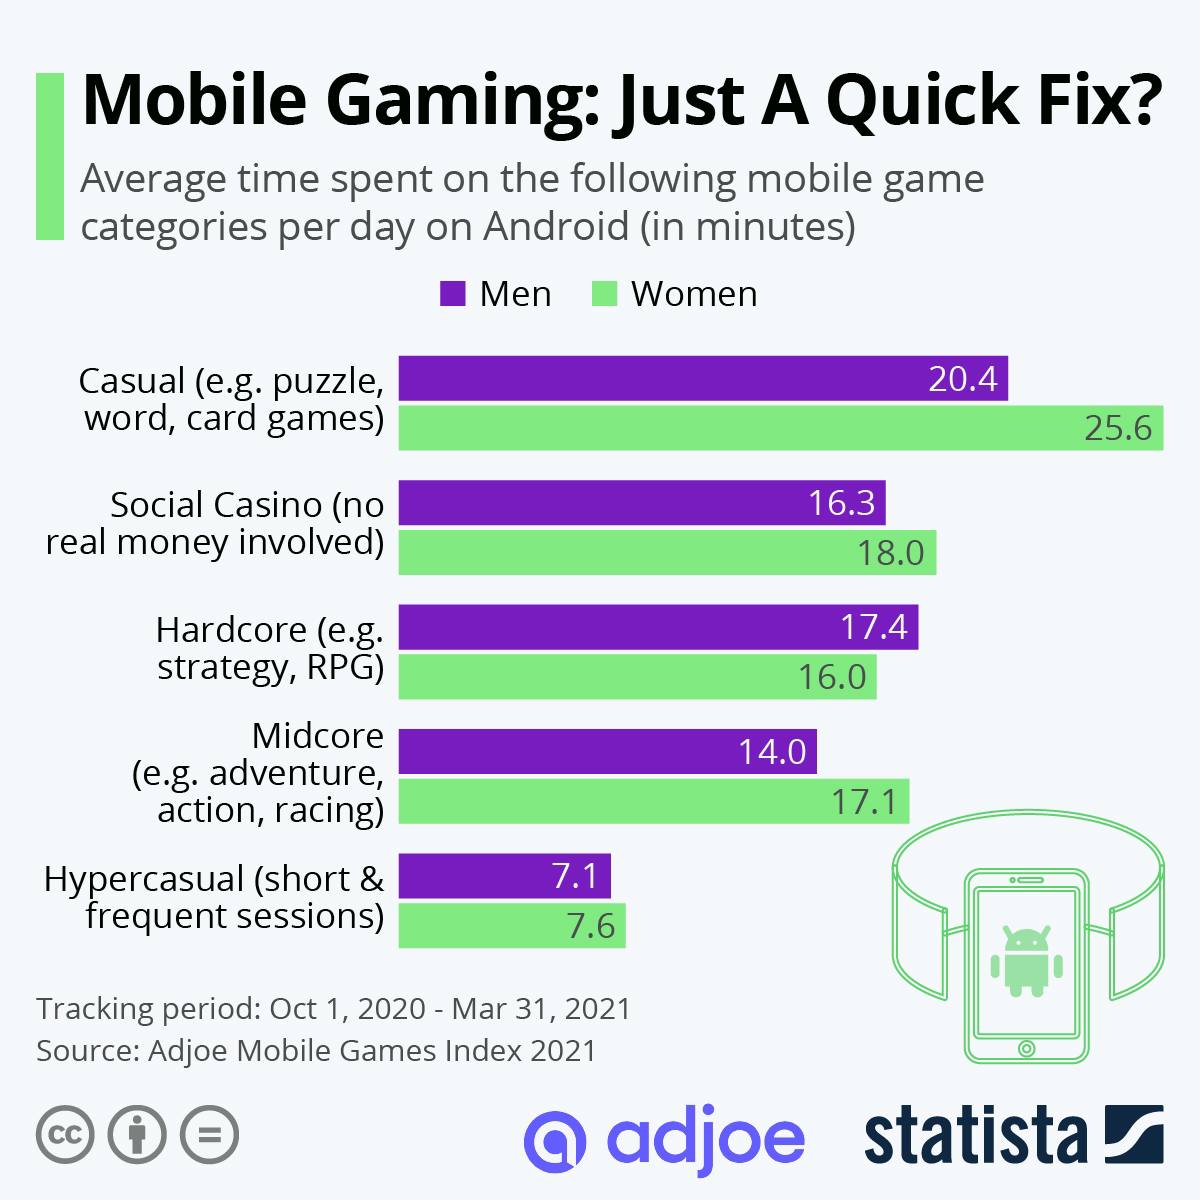 Mobile Gaming: Just A Quick Fix?
Average time spent on the following mobile game
categories per day on Android (in minutes)
Men Women
Casual (e.g. puzzle,
word, card games)
20.4
25.6
Social Casino (no
real money involved)
16.3
18.0
Hardcore (e.g.
strategy, RPG)
17.4
16.0
Midcore
(e.g. adventure,
action, racing)
14.0
17.1
Hypercasual (short &
frequent sessions)
7.1
7.6
Tracking period: Oct 1, 2020 - Mar 31, 2021
Source: Adjoe Mobile Games Index 2021
cc
adjoe
statista